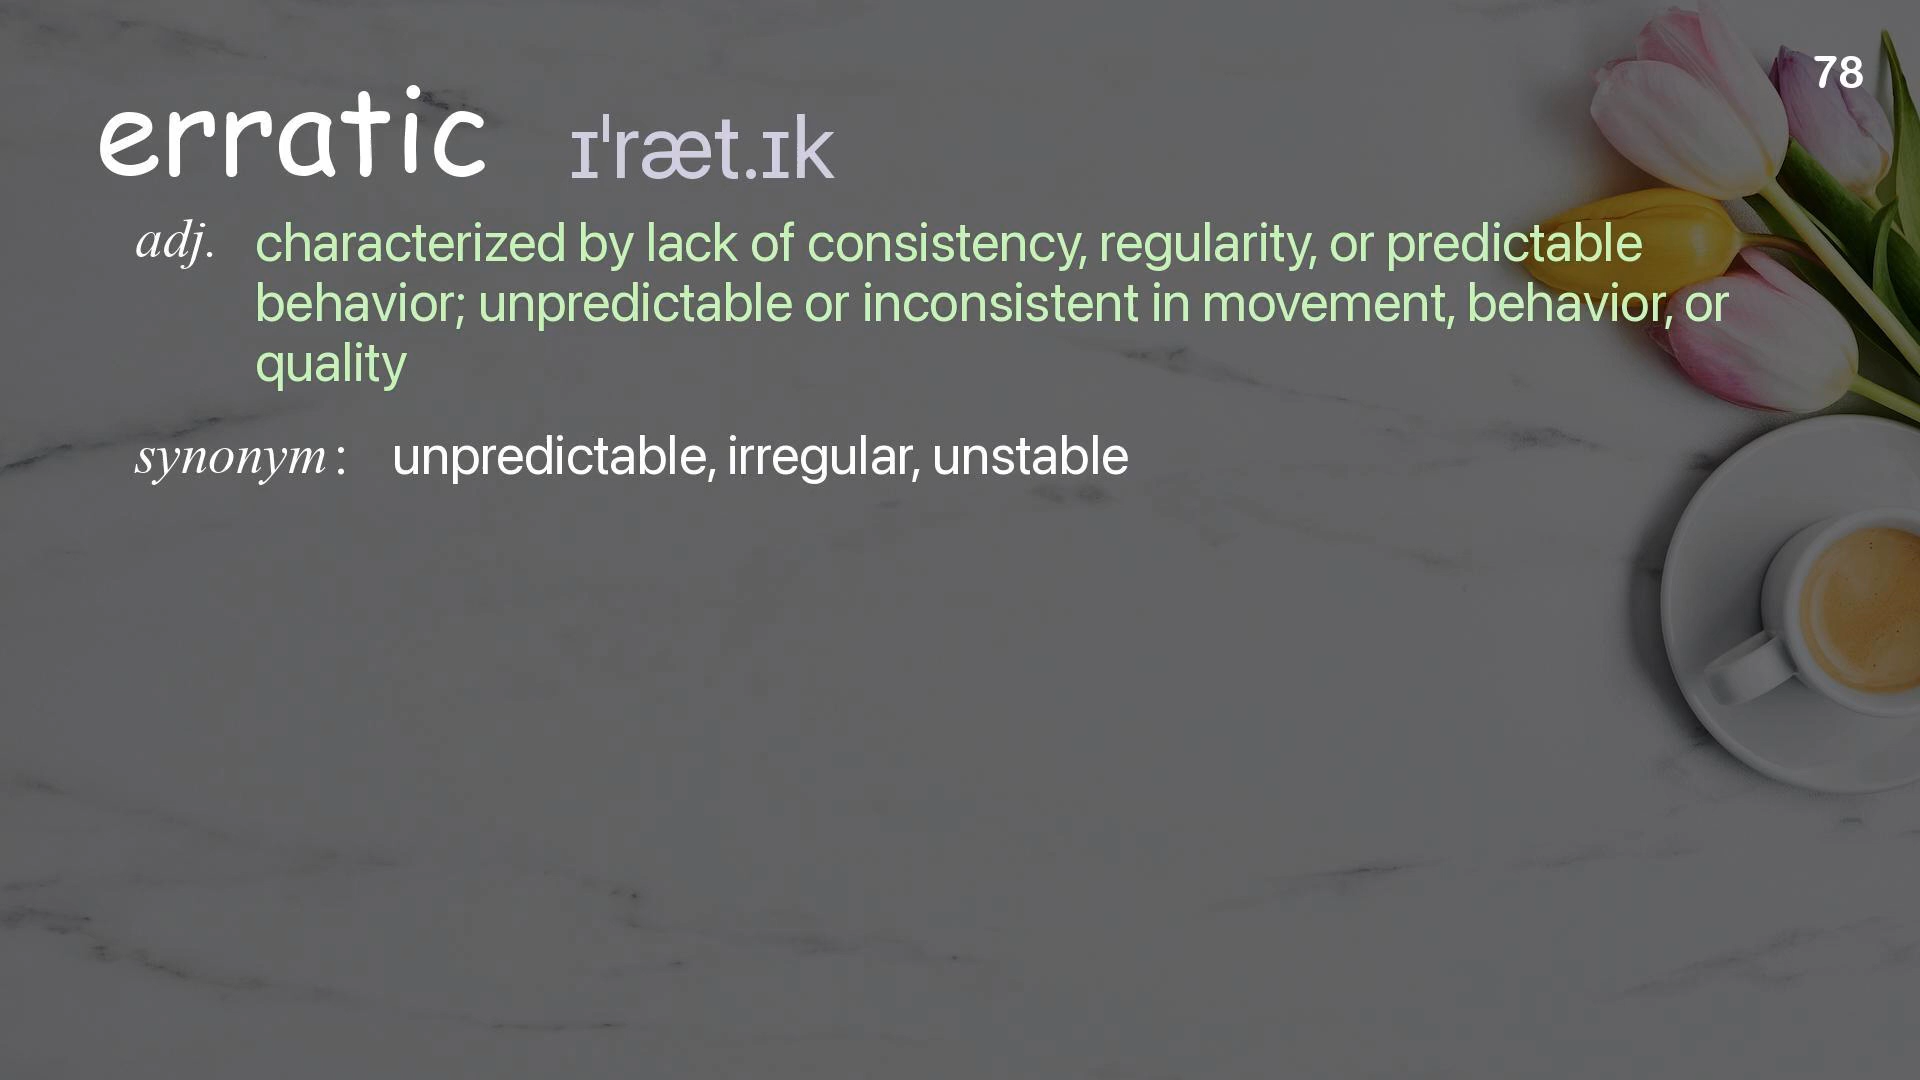 78
erratic ɪˈræt.ɪk
adj. characterized by lack of consistency, regularity, or predictable
behavior; unpredictable or inconsistent in movement, behavior, or
quality
synonym: unpredictable, irregular, unstable